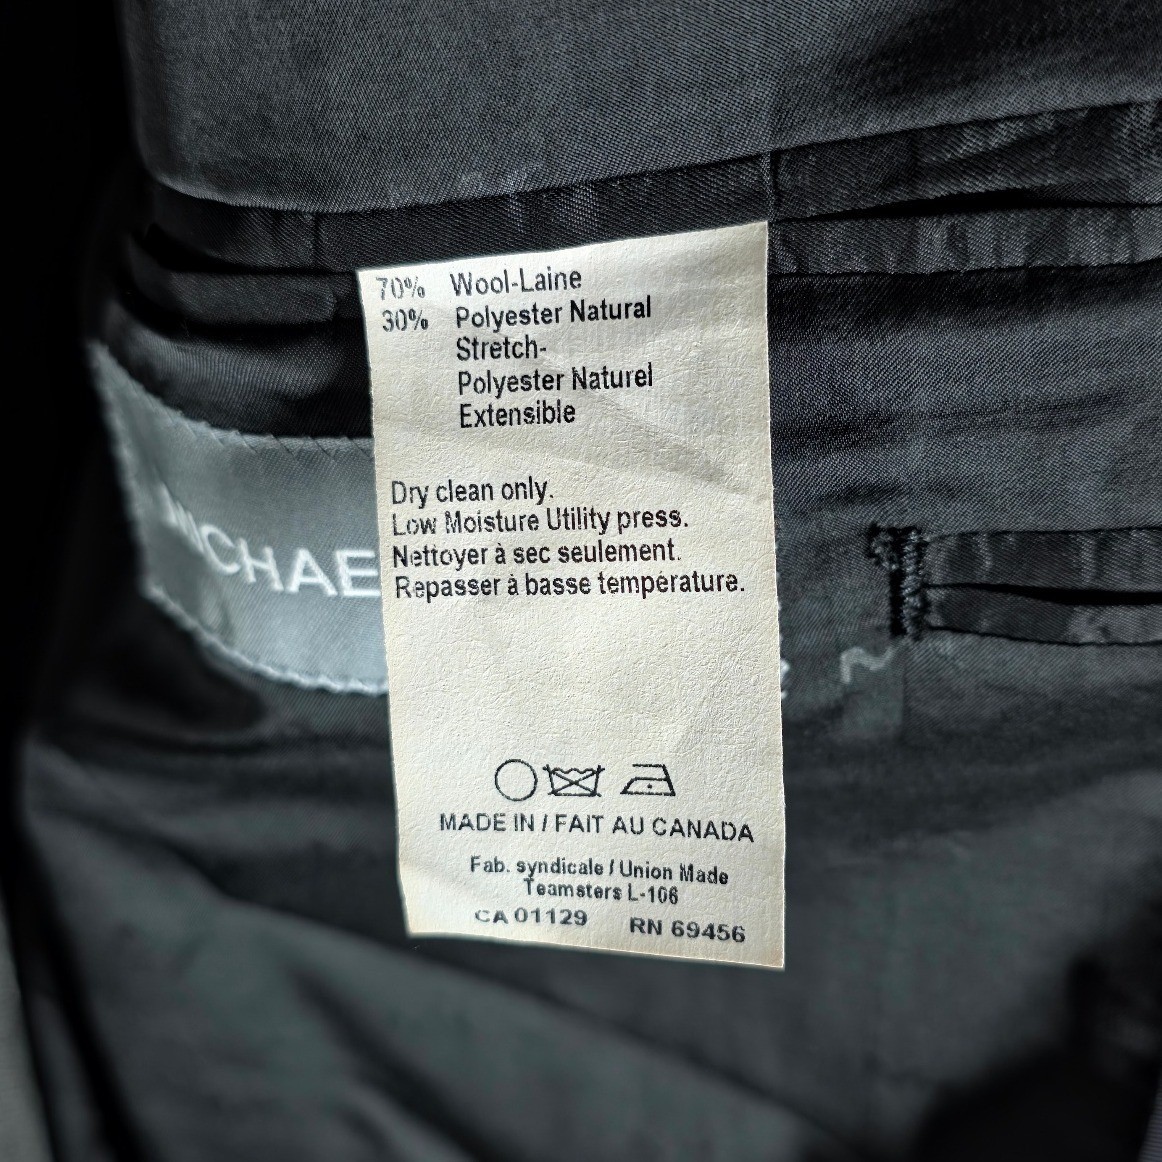 70% Wool-Laine
30% Polyester Natural
Stretch-
Polyester Naturel
Extensible
Dry clean only.
Low Moisture Utility press.
Nettoyer à sec seulement.
Repasser à basse température.
MICHAE
MADE IN / FAIT AU CANADA
Fab. syndicale / Union Made
Teamsters L-106
CA 01129 RN 69456